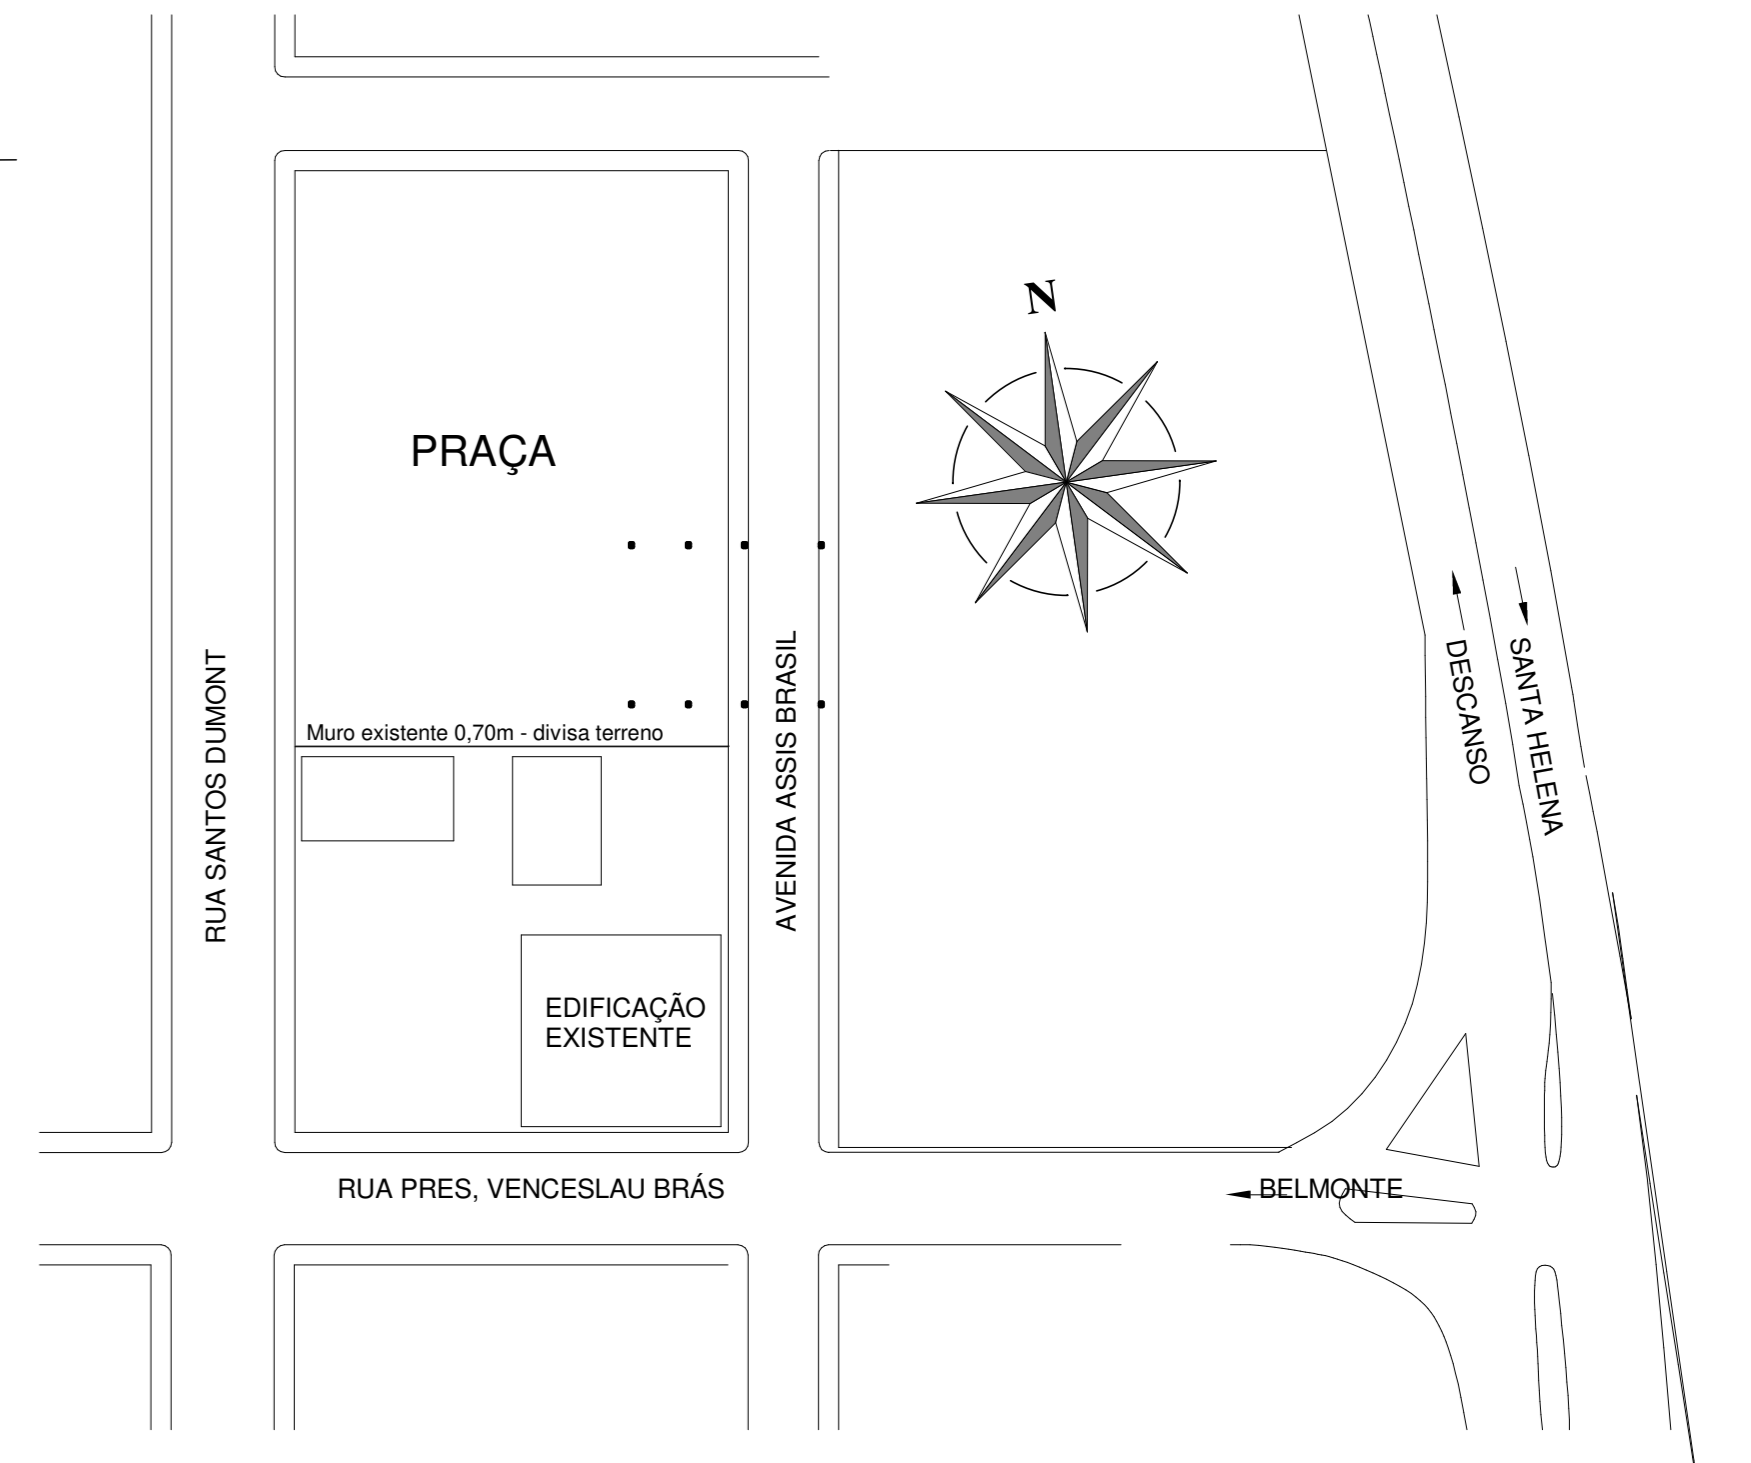 N
PRAÇA
RUA SANTOS DUMONT
AVENIDA ASSIS BRASIL
DESCANSO
SANTA HELENA
Muro existente 0,70m - divisa terreno
EDIFICAÇÃO
EXISTENTE
RUA PRES, VENCESLAU BRÁS
BELMONTE